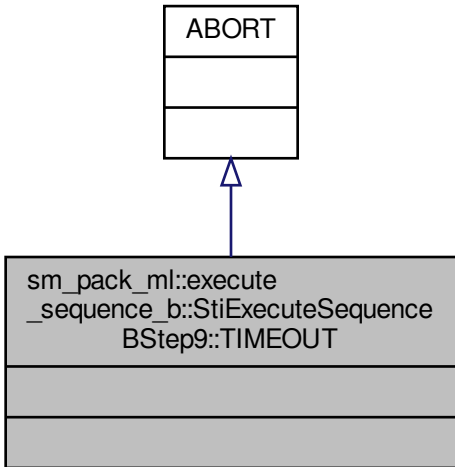 ABORT
sm_pack_ml::execute
_sequence_b::StiExecuteSequence
BStep9::TIMEOUT